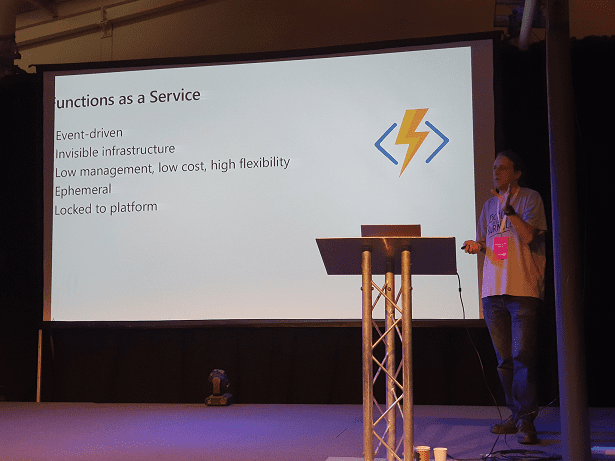 unctions as a Service
Event-driven
Invisible infrastructure
Low management, low cost, high flexibility
Ephemeral
Locked to platform